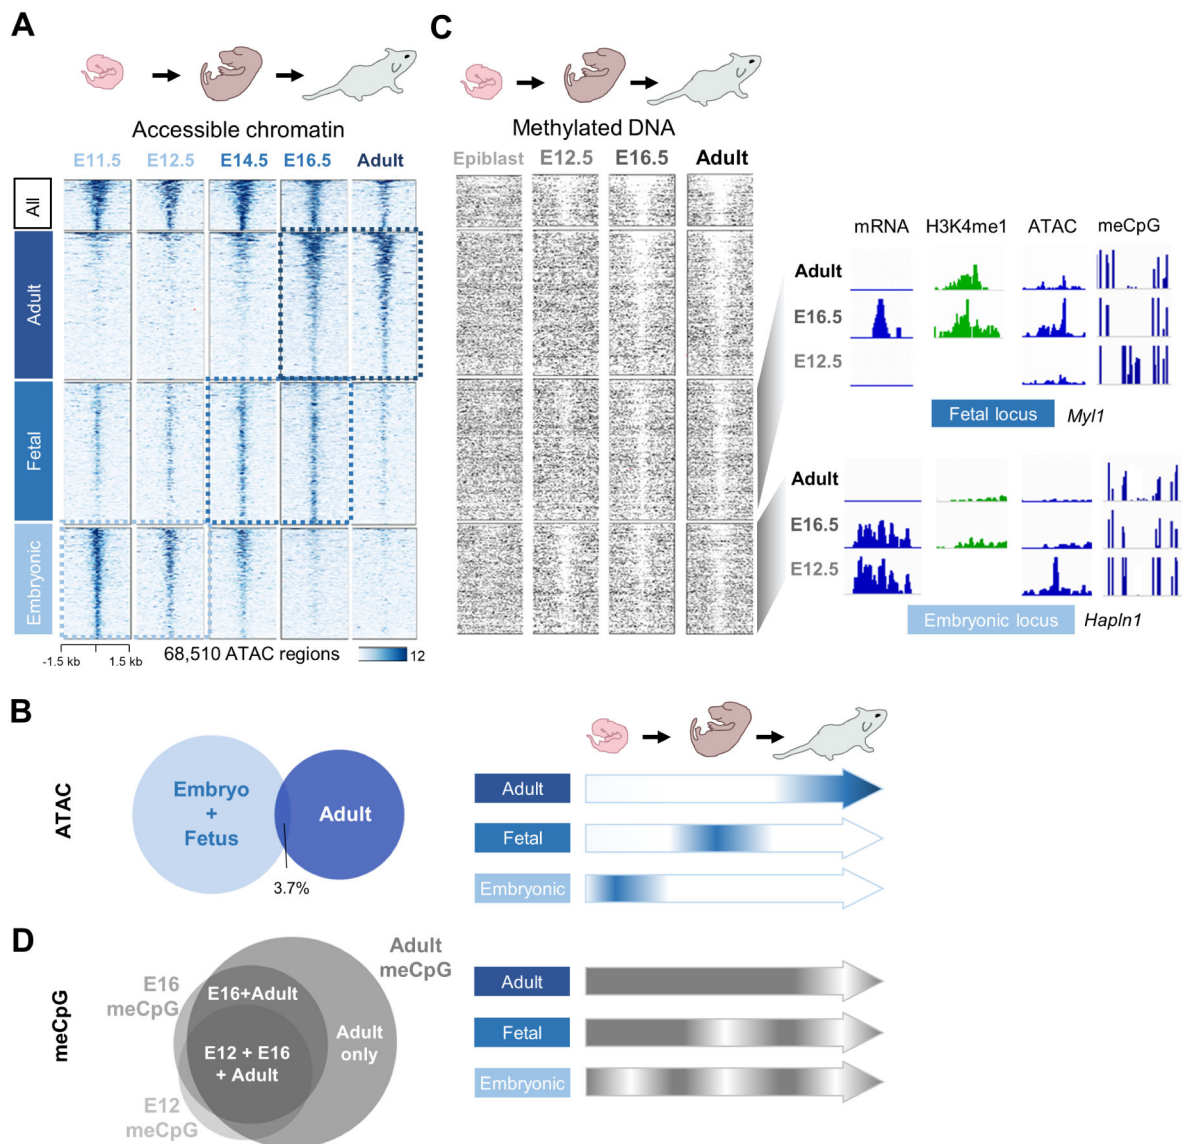 A
Accessible chromatin
E11.5 E12.5 E14.5 E16.5 Adult
All
Adult
Fetal
Embryonic
-1.5 kb 1.5 kb
68,510 ATAC regions 12
C
Methylated DNA
Epiblast E12.5 E16.5 Adult
mRNA H3K4me1 ATAC meCpG
Adult
E16.5
E12.5
Fetal locus Myl1
Adult
E16.5
E12.5
Embryonic locus Hapln1
B
ATAC
Embryo
+
Fetus
Adult
3.7%
Adult
Fetal
Embryonic
D
meCpG
Adult
meCpG
E16
meCpG
E16+Adult
Adult
only
E12 + E16
+ Adult
E12
meCpG
Adult
Fetal
Embryonic